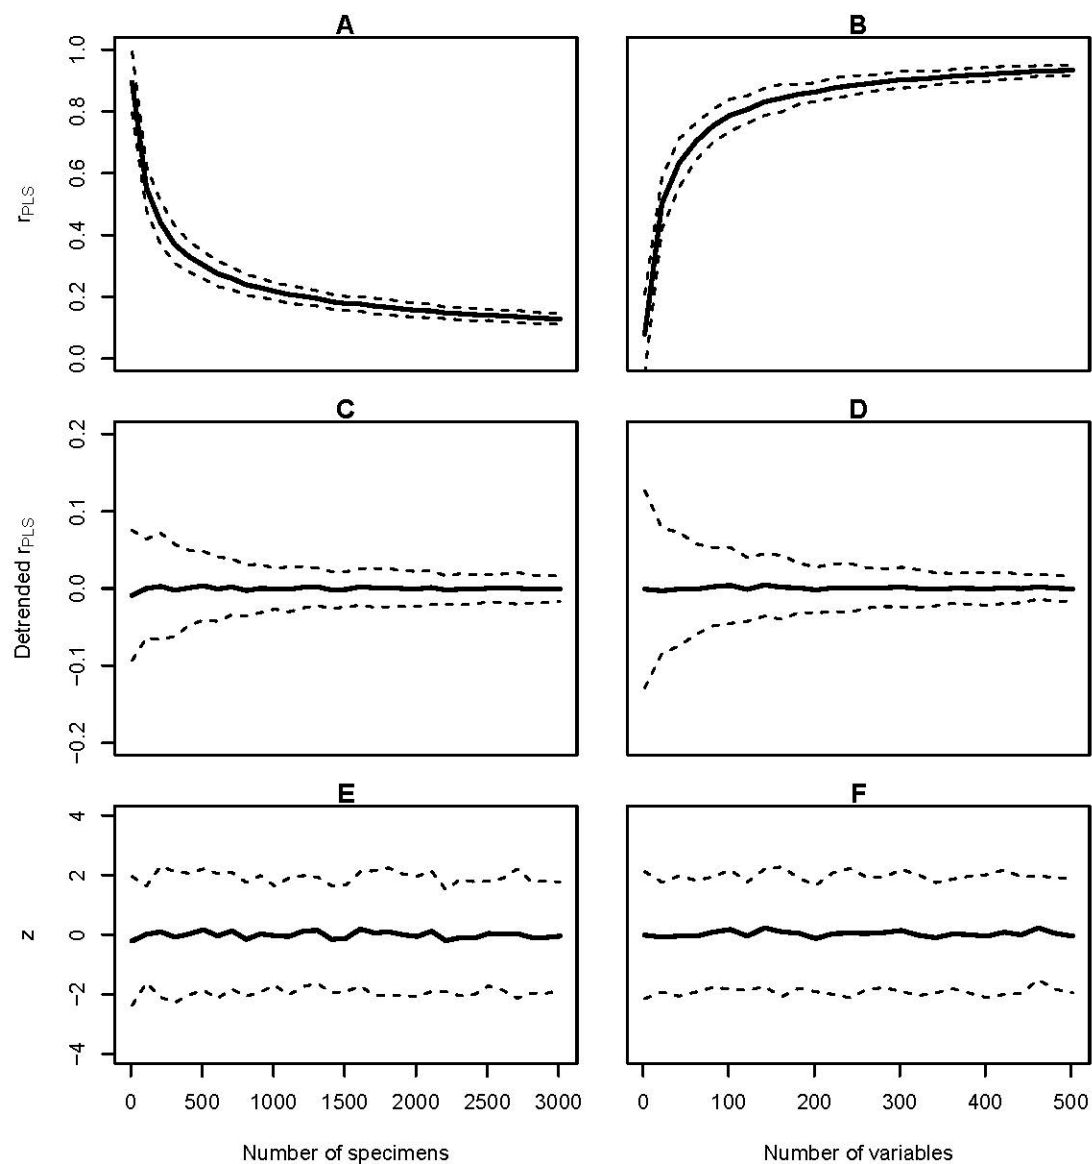 A
B
1.0
0.8
0.6
0.4
0.2
0.0
rPLS
C
D
0.2
0.1
0.0
−0.1
−0.2
Detrended rPLS
E
F
4
2
0
−2
−4
z
0 500 1000 1500 2000 2500 3000
0 100 200 300 400 500
Number of specimens
Number of variables